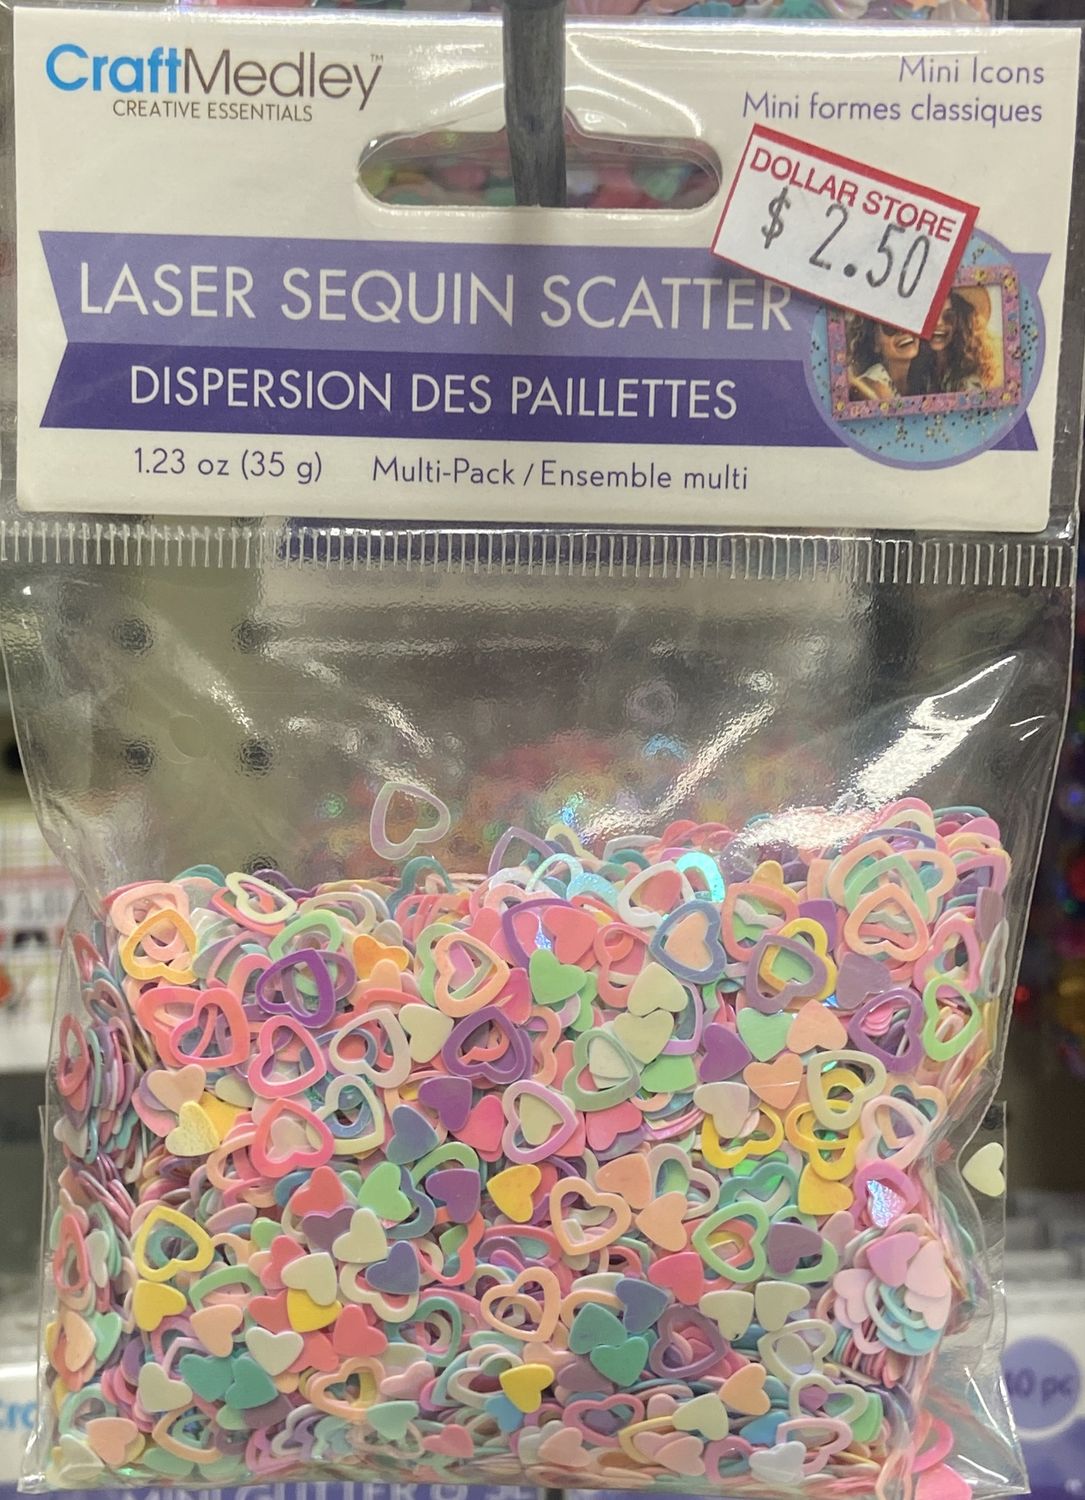 CraftMedley™
CREATIVE ESSENTIALS
Mini Icons
Mini formes classiques
DOLLAR STORE
$ 2.50
LASER SEQUIN SCATTER
DISPERSION DES PAILLETTES
1.23 oz (35 g) Multi-Pack / Ensemble multi